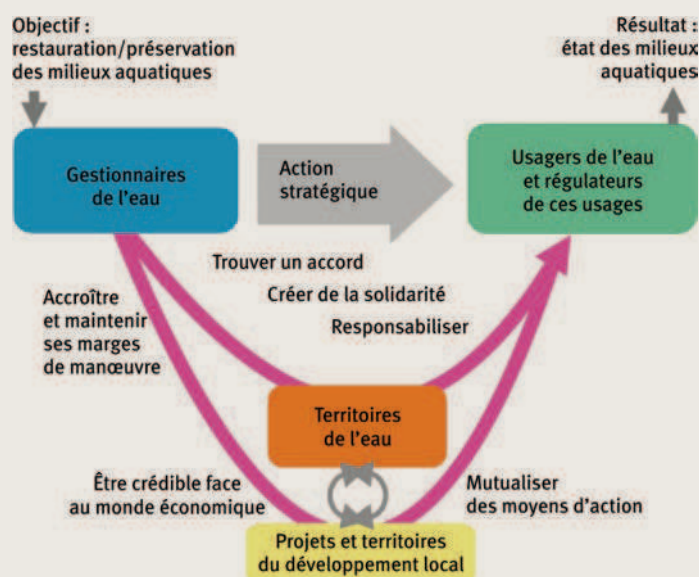 Objectif :
restauration/préservation
des milieux aquatiques
Résultat :
état des milieux
aquatiques
Gestionnaires
de l'eau
Action
stratégique
Usagers de l'eau
et régulateurs
de ces usages
Trouver un accord
Créer de la solidarité
Responsabiliser
Accroître
et maintenir
ses marges
de manœuvre
Territoires
de l'eau
Être crédible face
au monde économique
Mutualiser
des moyens d'action
Projets et territoires
du développement local